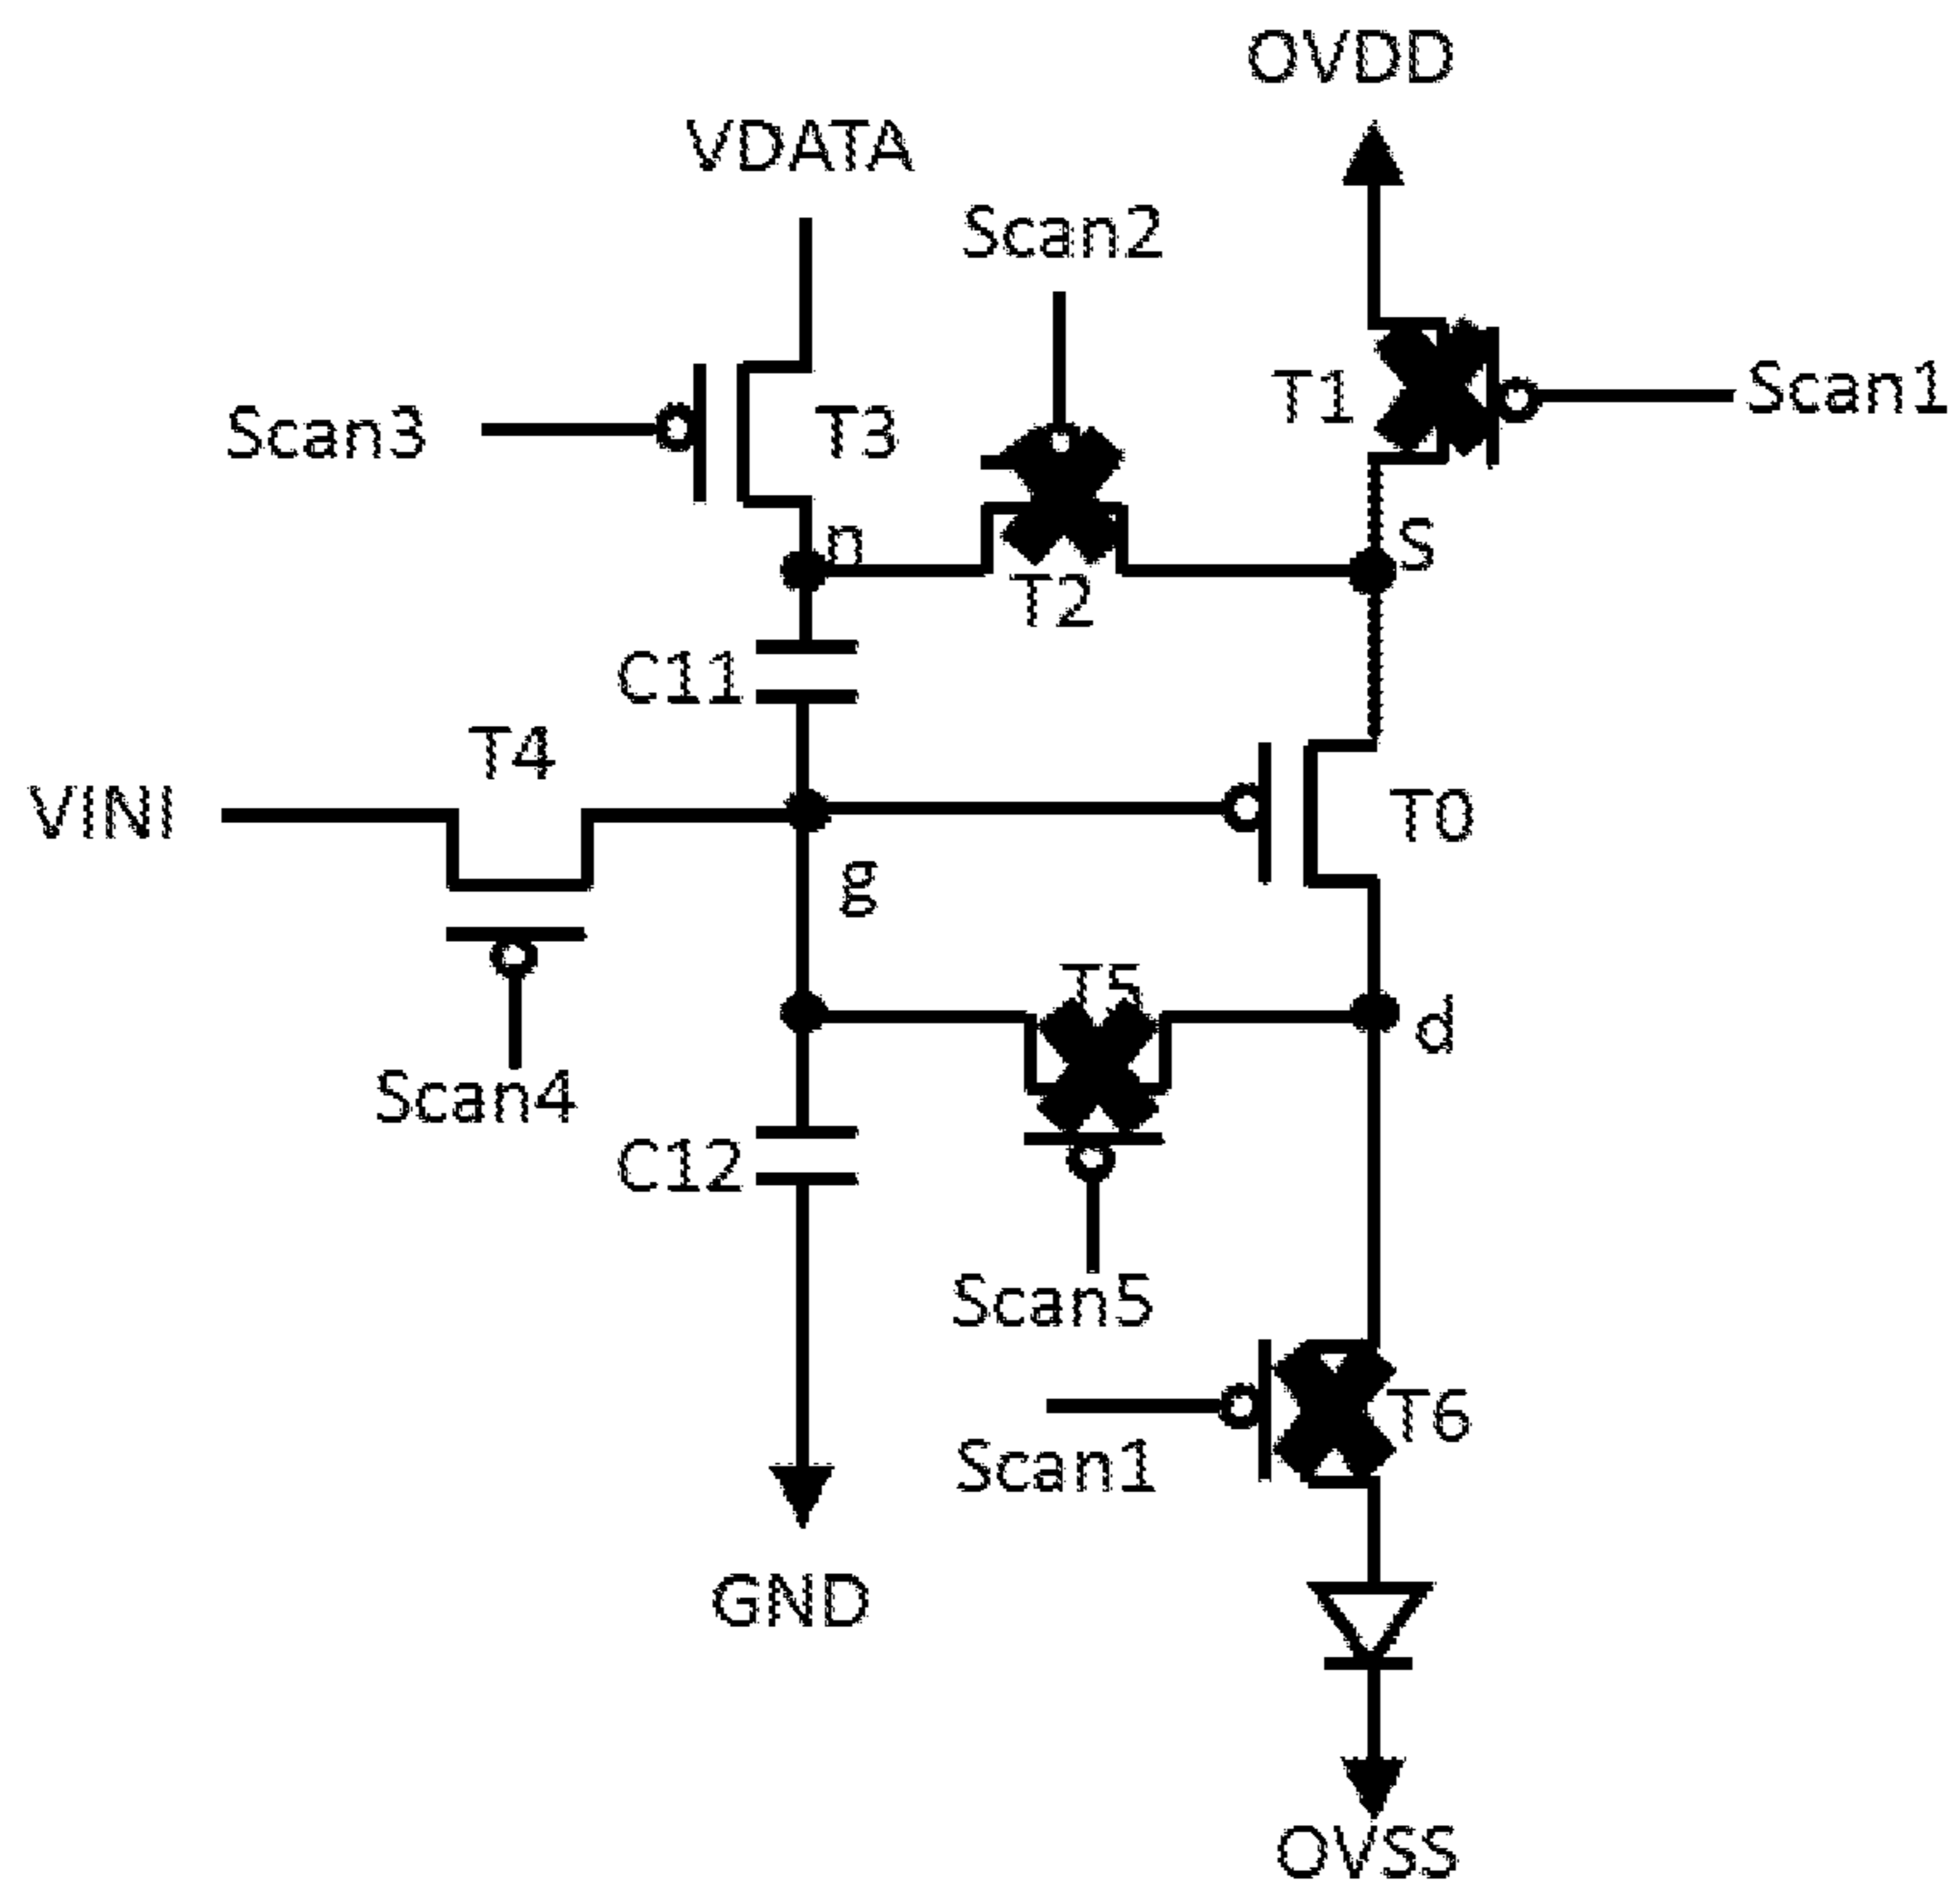 OVDD
VDATA
Scan2
T1
Scan1
Scan3
T3
n
S
T2
C11
T4
VINI
T0
g
T5
d
Scan4
C12
Scan5
T6
Scan1
GND
OVSS